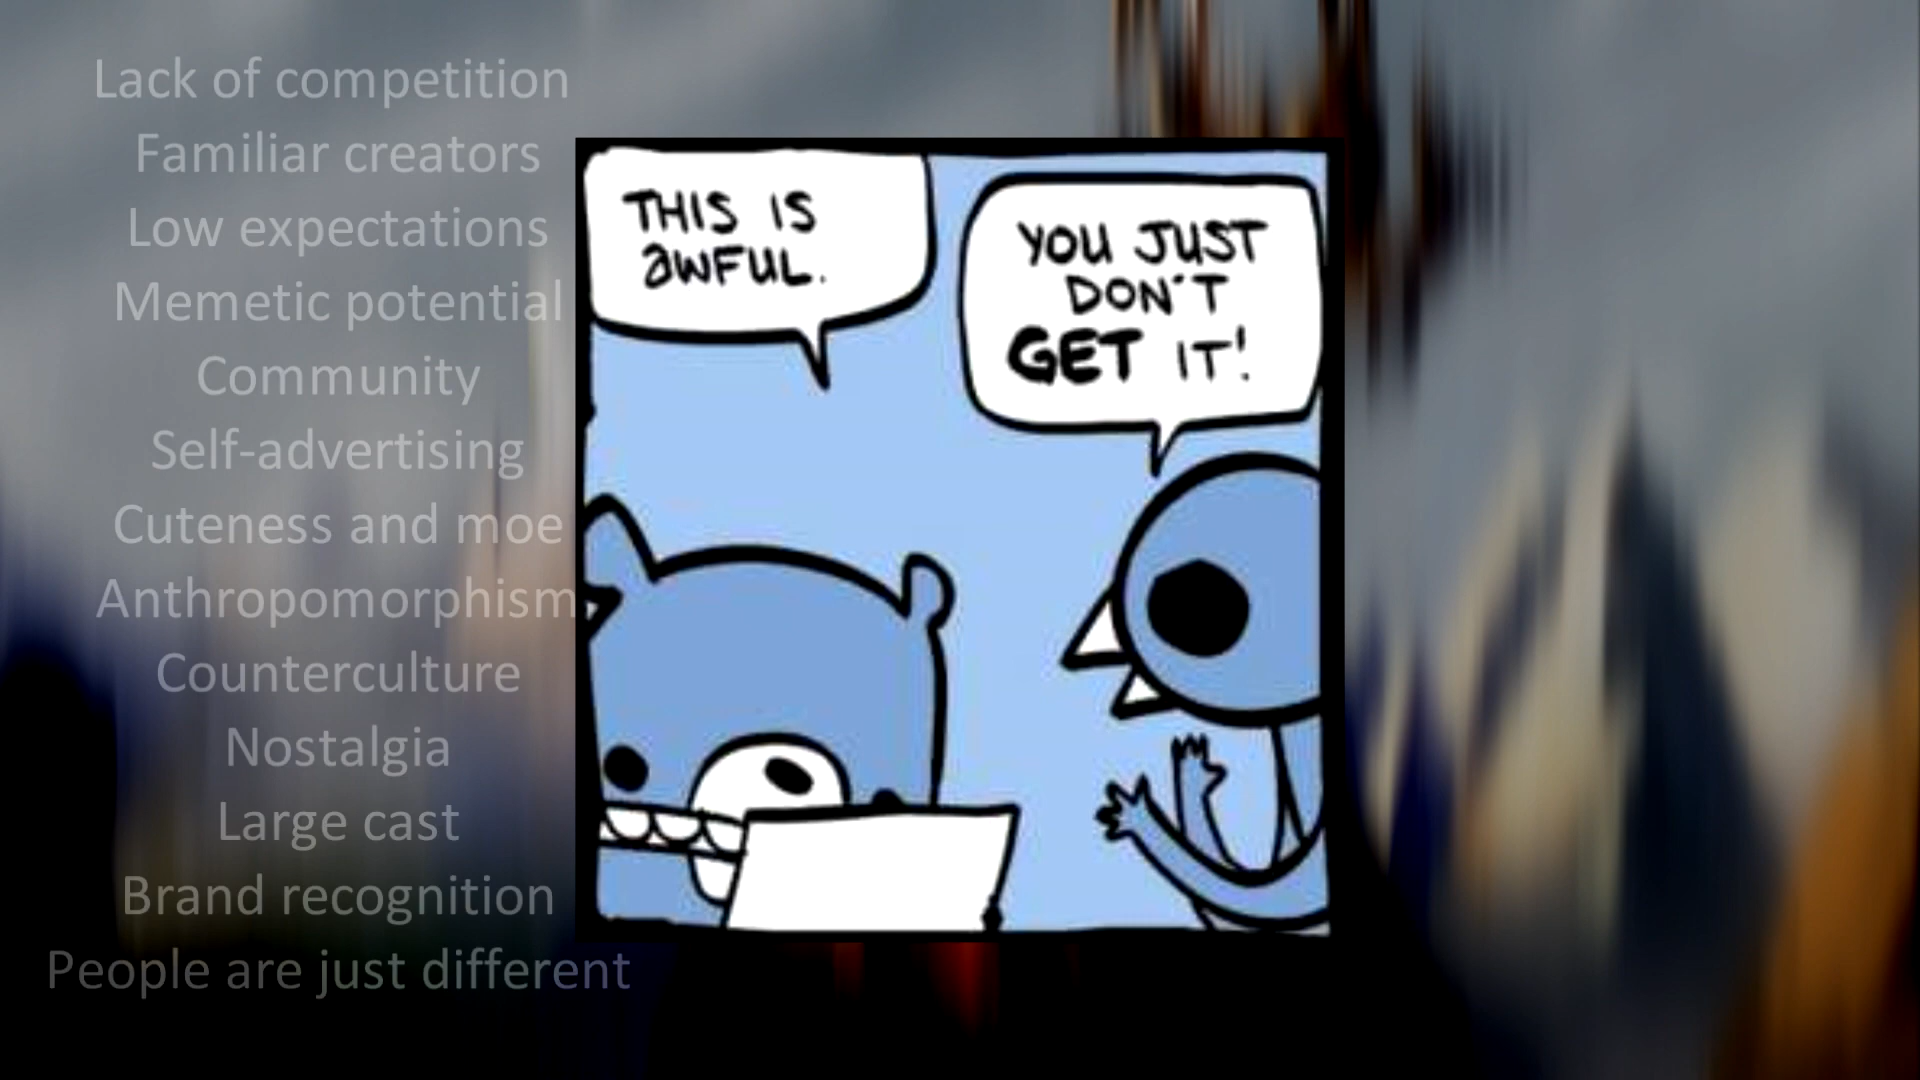 Lack of competition
Familiar creators
Low expectations
Memetic potential
Community
Self-advertising
Cuteness and moe
Anthropomorphism
Counterculture
Nostalgia
Large cast
Brand recognition
People are just different
THIS IS
aWFUL.
YOU JUST
DON'T
GET IT!